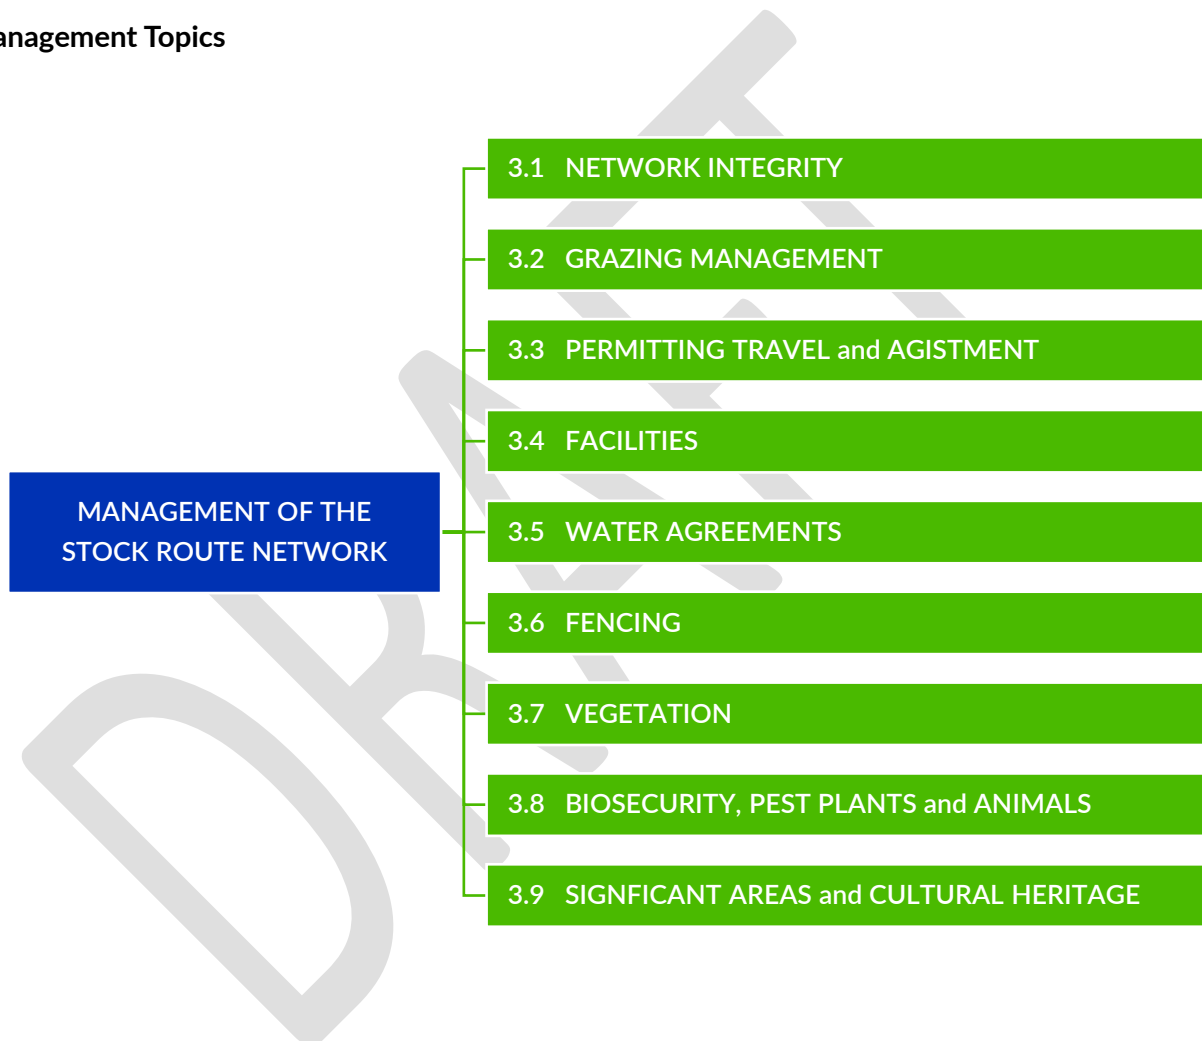 anagement Topics
3.1 NETWORK INTEGRITY
3.2 GRAZING MANAGEMENT
3.3 PERMITTING TRAVEL and AGISTMENT
3.4 FACILITIES
MANAGEMENT OF THE
STOCK ROUTE NETWORK
3.5 WATER AGREEMENTS
3.6 FENCING
3.7 VEGETATION
3.8 BIOSECURITY, PEST PLANTS and ANIMALS
3.9 SIGNFICANT AREAS and CULTURAL HERITAGE
DRAFT